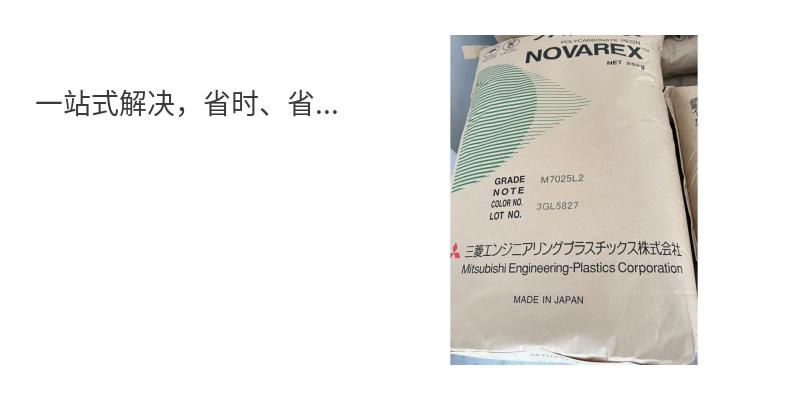 一站式解决，省时、省...
POLYCARBONATE RESIN
NOVAREX™
NET 25kg
GRADE M7025L2
NOTE
COLOR NO.
LOT NO. 3GL5827
三菱エンジニアリングプラスチックス株式会社
Mitsubishi Engineering-Plastics Corporation
MADE IN JAPAN